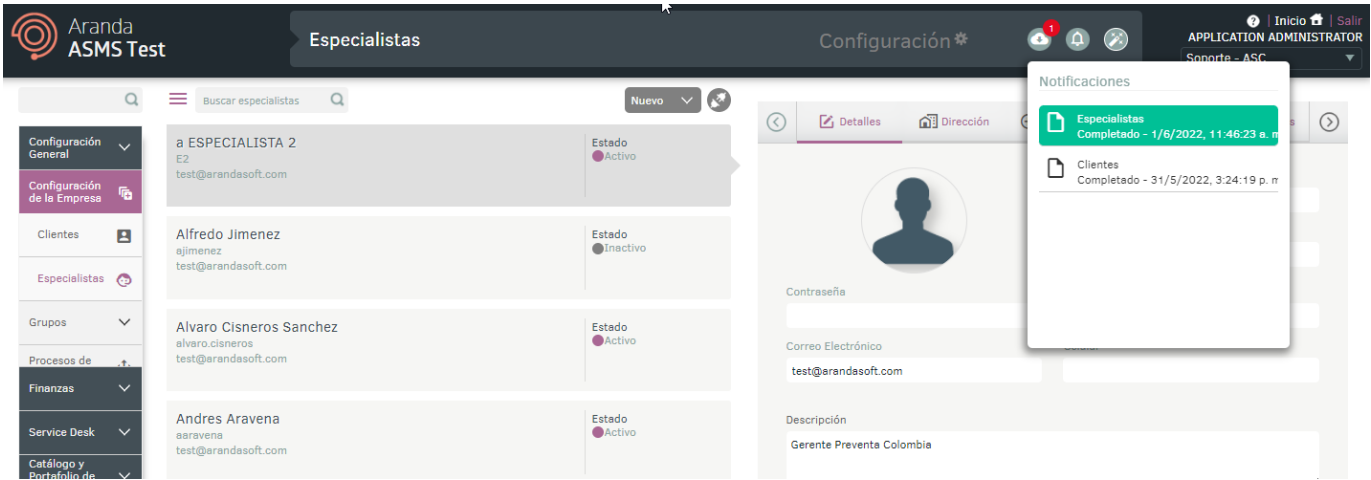 Aranda
ASMS Test
Especialistas
Configuración
1
? | Inicio | Salir
APPLICATION ADMINISTRATOR
Soporte - ASC
Notificaciones
Especialistas
Completado - 1/6/2022, 11:46:23 a. m
Clientes
Completado - 31/5/2022, 3:24:19 p. m
Configuración
General
Configuración
de la Empresa
Clientes
Especialistas
Grupos
Procesos de
Finanzas
Service Desk
Catálogo y
Portafolio de
Buscar especialistas
Nuevo
a ESPECIALISTA 2
E2
test@arandasoft.com
Estado
Activo
Alfredo Jimenez
ajimenez
test@arandasoft.com
Estado
Inactivo
Alvaro Cisneros Sanchez
alvaro.cisneros
test@arandasoft.com
Estado
Activo
Andres Aravena
aaravena
test@arandasoft.com
Estado
Activo
Detalles
Dirección
s
Contraseña
Correo Electrónico
test@arandasoft.com
Descripción
Gerente Preventa Colombia